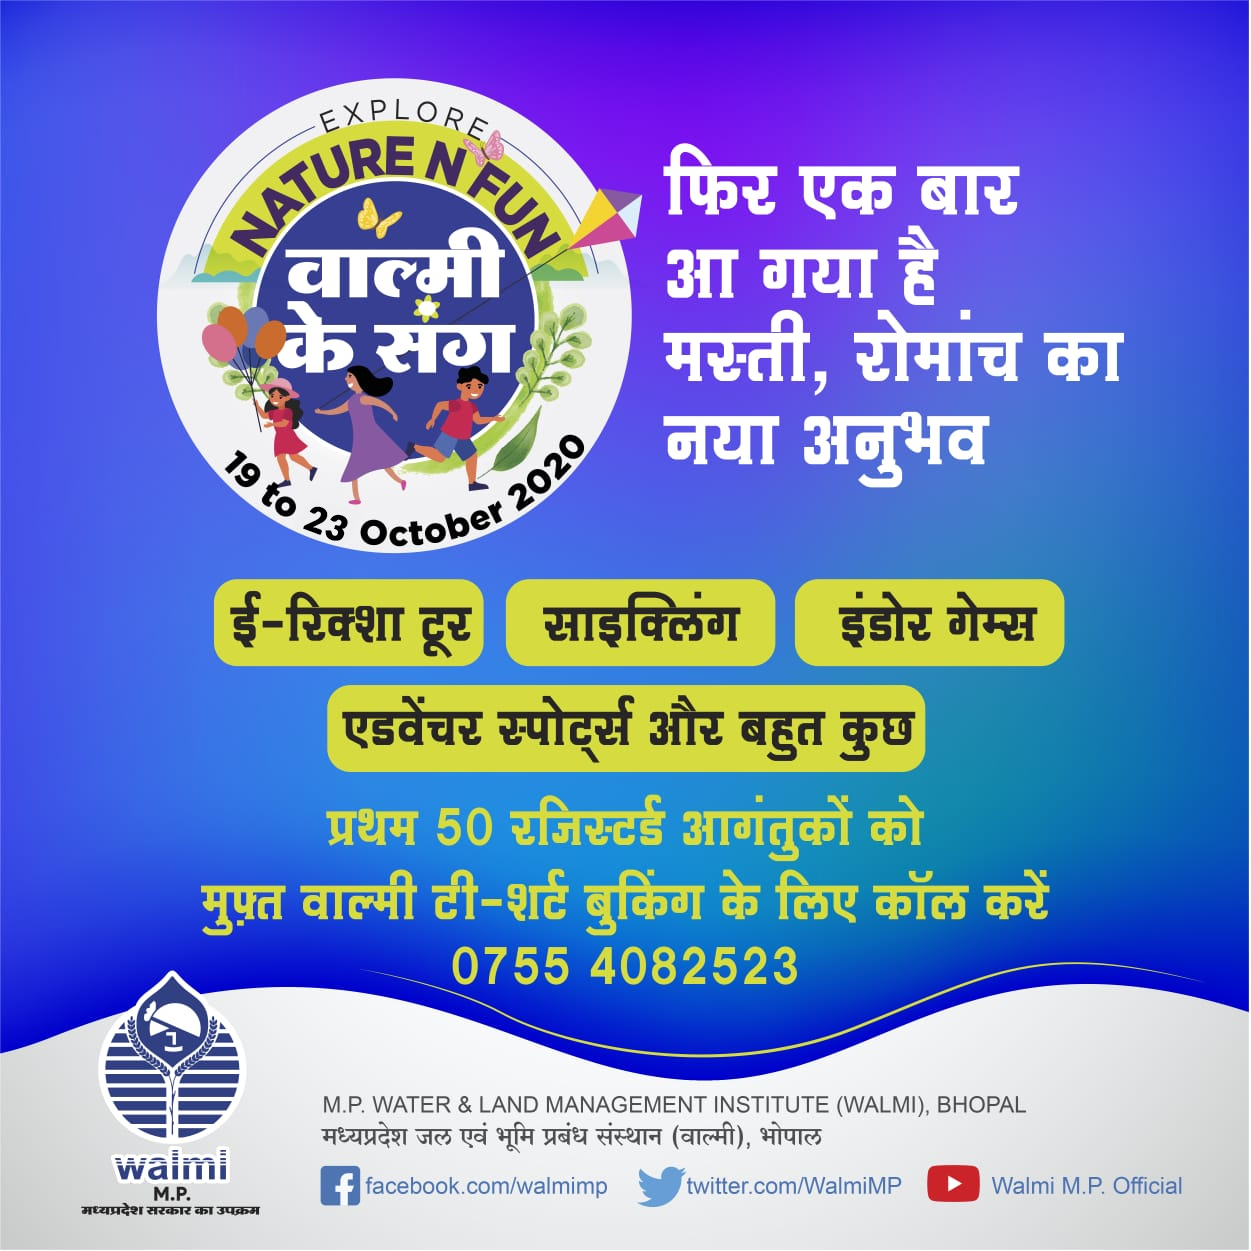 EXPLORE
NATURE N FUN
वाल्मी
के संग
19 to 23 October 2020
फिर एक बार
आ गया है
मस्ती, रोमांच का
नया अनुभव
ई-रिक्शा टूर
साइक्लिंग
इंडोर गेम्स
एडवेंचर स्पोर्ट्स और बहुत कुछ
प्रथम 50 रजिस्टर्ड आगंतुकों को
मुफ़्त वाल्मी टी-शर्ट बुकिंग के लिए कॉल करें
0755 4082523
walmi
M.P.
मध्यप्रदेश सरकार का उपक्रम
M.P. WATER & LAND MANAGEMENT INSTITUTE (WALMI), BHOPAL
मध्यप्रदेश जल एवं भूमि प्रबंध संस्थान (वाल्मी), भोपाल
facebook.com/walmimp
twitter.com/WalmiMP
Walmi M.P. Official